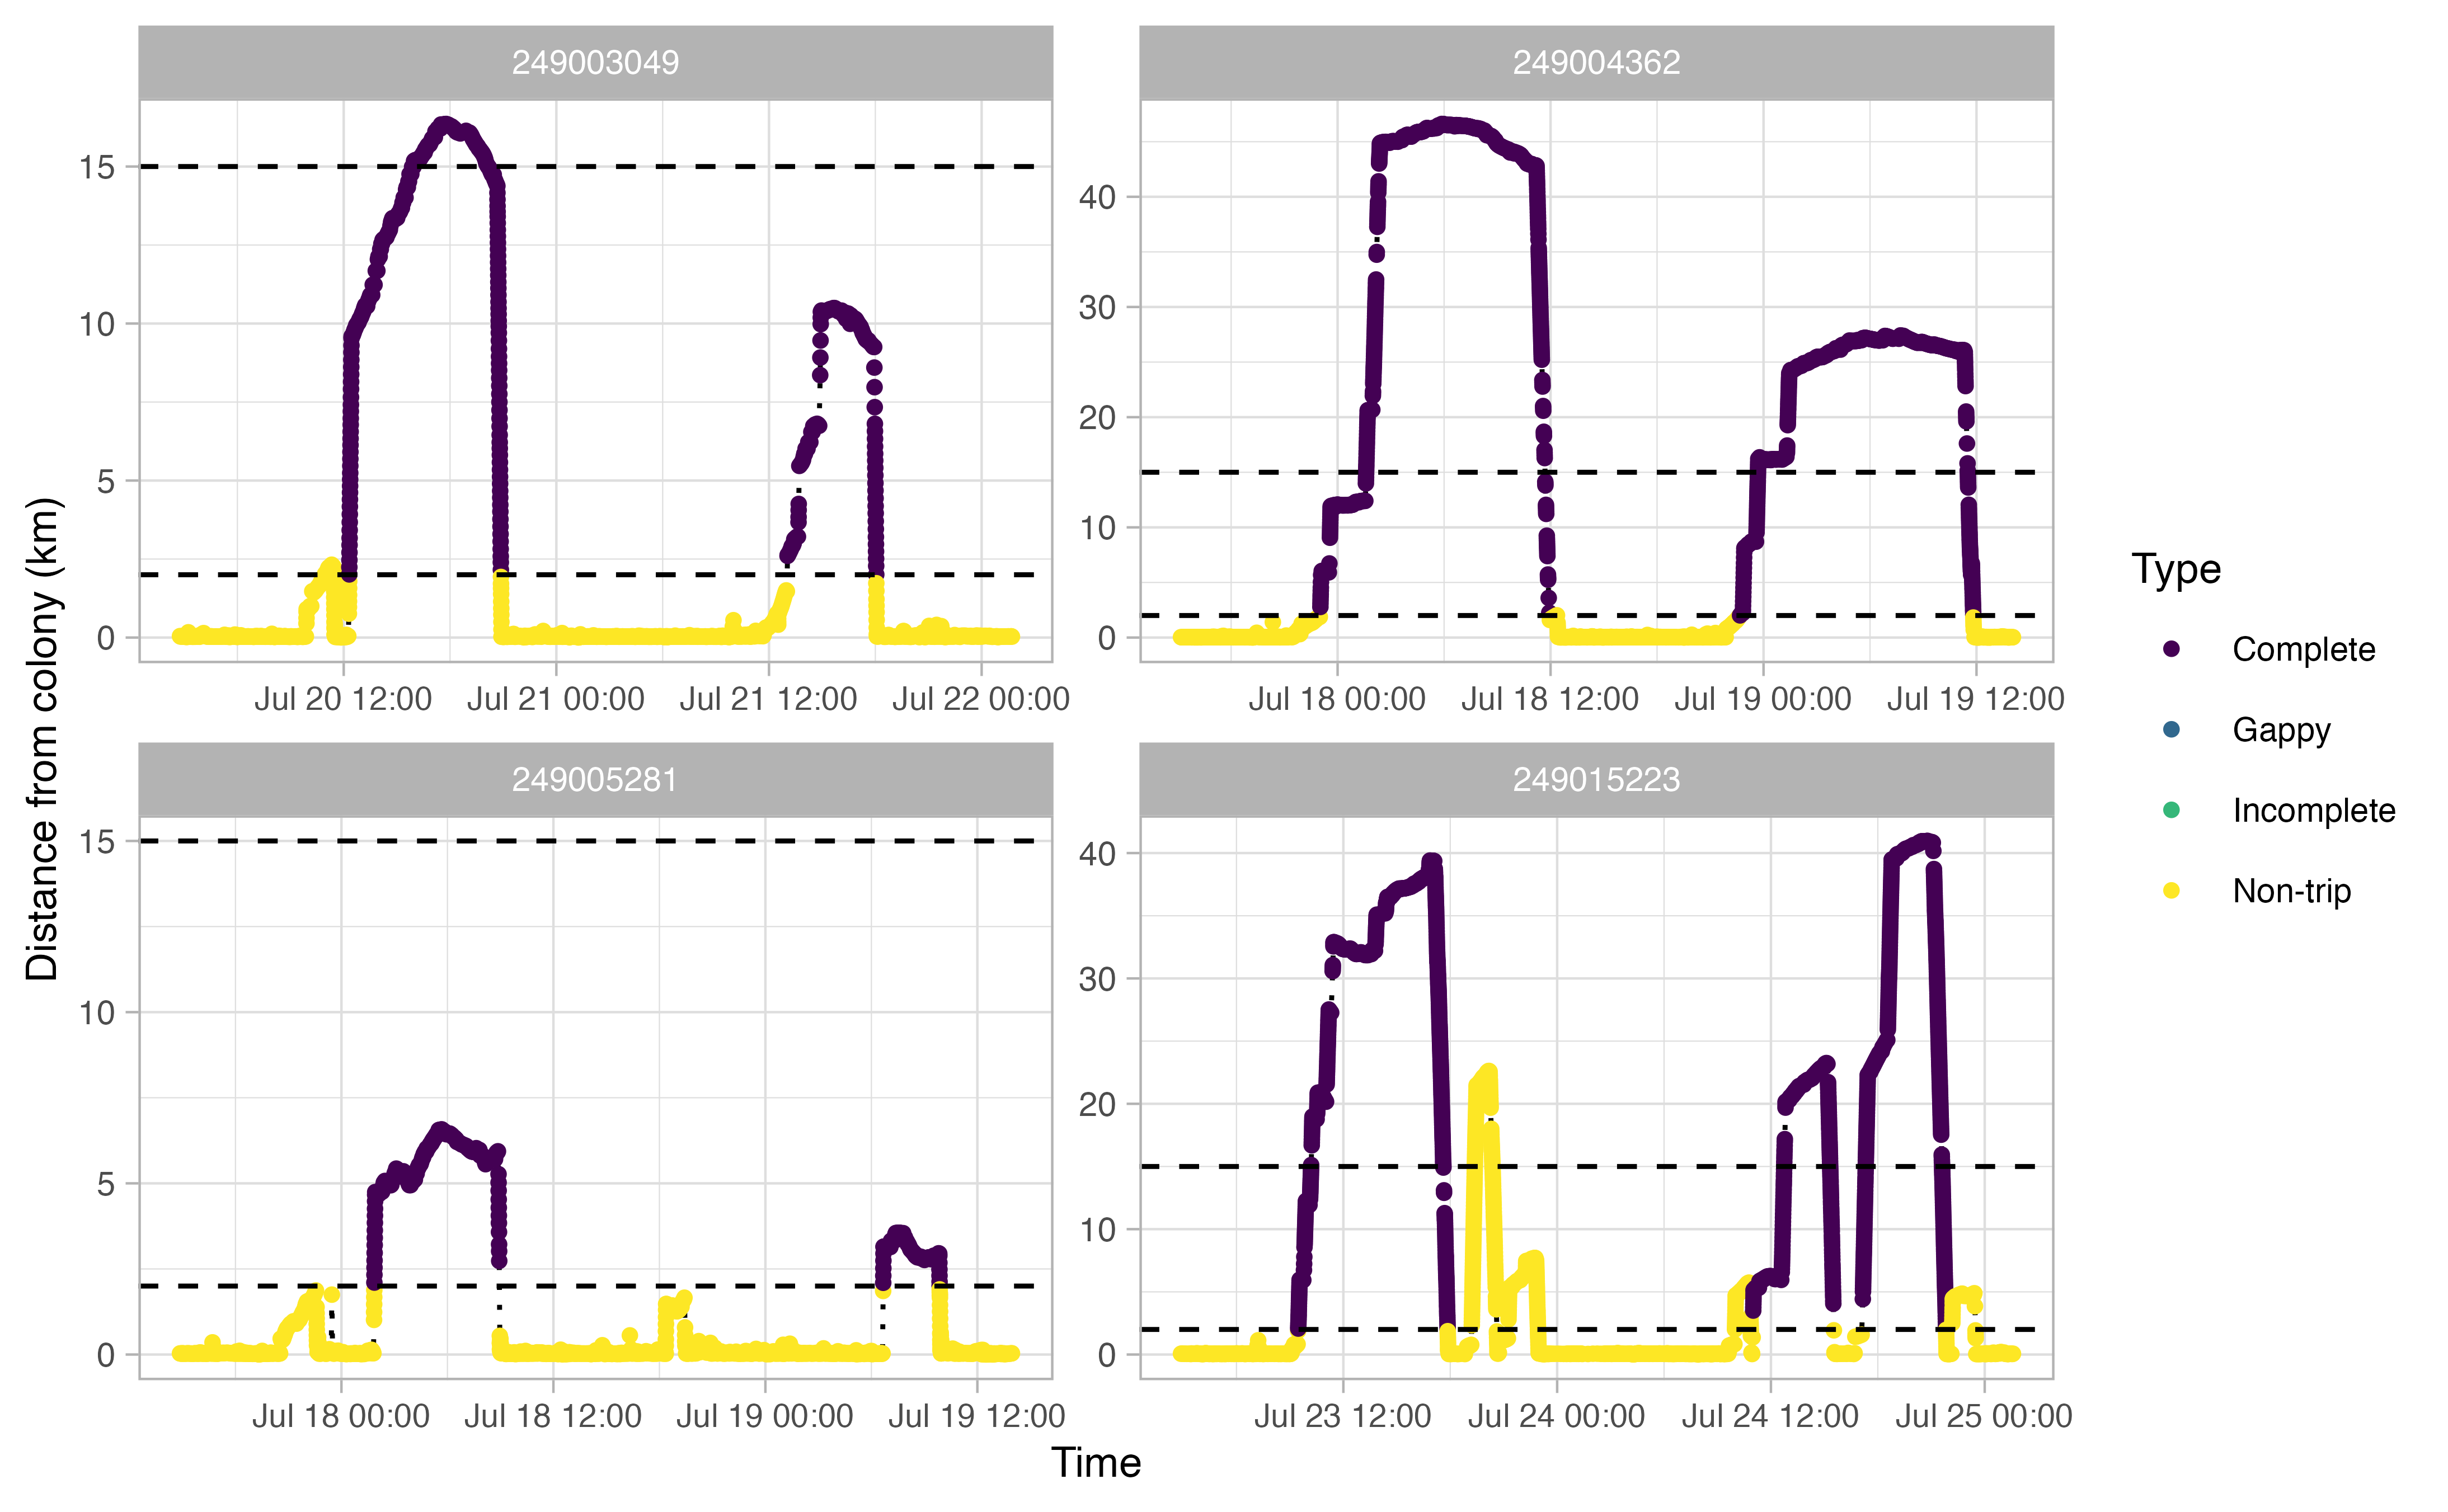 249003049
249004362
15
10
5
0
40
30
20
10
0
Jul 20 12:00
Jul 21 00:00
Jul 21 12:00
Jul 22 00:00
Jul 18 00:00
Jul 18 12:00
Jul 19 00:00
Jul 19 12:00
249005281
249015223
15
10
5
0
40
30
20
10
0
Jul 18 00:00
Jul 18 12:00
Jul 19 00:00
Jul 19 12:00
Jul 23 12:00
Jul 24 00:00
Jul 24 12:00
Jul 25 00:00
Distance from colony (km)
Time
Type
Complete
Gappy
Incomplete
Non-trip